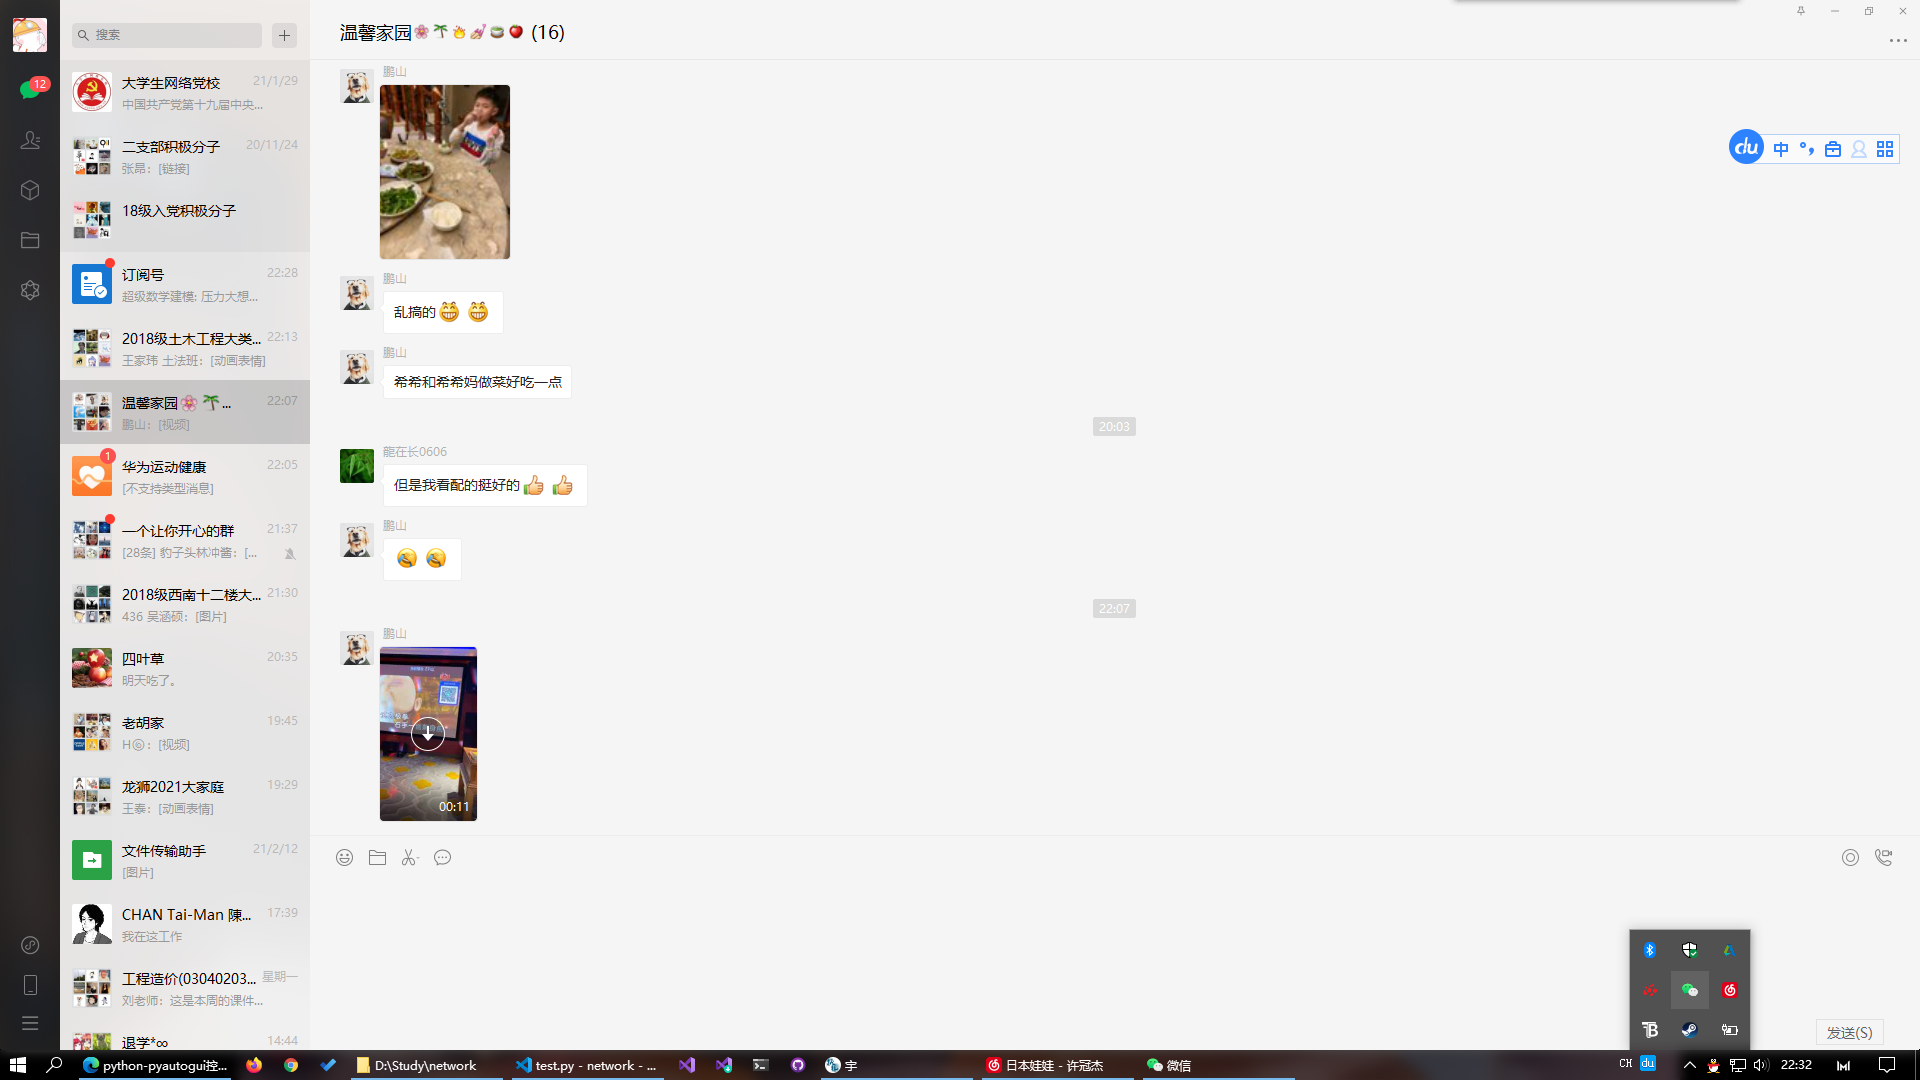 搜索
12
大学生网络党校 21/1/29
中国共产党第十九届中央...
二支部积极分子 20/11/24
张昂: [链接]
18级入党积极分子
订阅号 22:28
超级数学建模: 压力大想...
2018级土木工程大类... 22:13
王家玮 土法班: [动画表情]
温馨家园🌸🌴... 22:07
鹏山: [视频]
1
华为运动健康 22:05
[不支持类型消息]
一个让你开心的群 21:37
[28条] 豹子头林冲酱: [...
2018级西南十二楼大... 21:30
436 吴涵硕: [图片]
四叶草 20:35
明天吃了。
老胡家 19:45
H㊌: [视频]
龙狮2021大家庭 19:29
王泰: [动画表情]
文件传输助手 21/2/12
[图片]
CHAN Tai-Man 陳... 17:39
我在这工作
工程造价(03040203... 星期一
刘老师: 这是本周的课件...
退学*∞ 14:44
温馨家园🌸🌴🐣💅🍵🍎 (16)
鹏山
鹏山
乱搞的😁😁
鹏山
希希和希希妈做菜好吃一点
20:03
龍在长0606
但是我看配的挺好的👍👍
鹏山
22:07
鹏山
00:11
du 中 °,
发送(S)
python-pyautogui控...
D:\Study\network
test.py - network - ...
宇
日本娃娃 - 许冠杰
微信
CH du
22:32